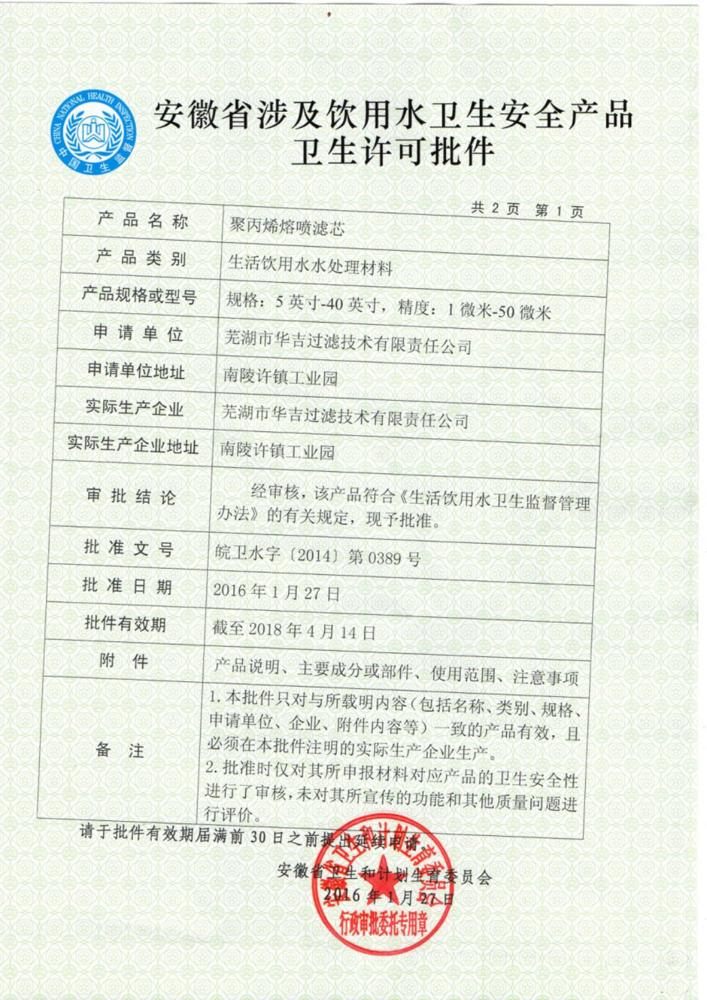 CHINA NATIONAL HEALTH INSPECTION
中国卫生监督
安徽省涉及饮用水卫生安全产品
卫生许可批件
共 2 页 第 1 页
产品名称 聚丙烯熔喷滤芯
产品类别 生活饮用水水处理材料
产品规格或型号 规格：5 英寸-40 英寸，精度：1 微米-50 微米
申请单位 芜湖市华吉过滤技术有限责任公司
申请单位地址 南陵许镇工业园
实际生产企业 芜湖市华吉过滤技术有限责任公司
实际生产企业地址 南陵许镇工业园
审批结论 经审核，该产品符合《生活饮用水卫生监督管理
办法》的有关规定，现予批准。
批准文号 皖卫水字〔2014〕第 0389 号
批准日期 2016 年 1 月 27 日
批件有效期 截至 2018 年 4 月 14 日
附件 产品说明、主要成分或部件、使用范围、注意事项
备注 1.本批件只对与所载明内容（包括名称、类别、规格、
申请单位、企业、附件内容等）一致的产品有效，且
必须在本批件注明的实际生产企业生产。
2.批准时仅对其所申报材料对应产品的卫生安全性
进行了审核，未对其所宣传的功能和其他质量问题进
行评价。
请于批件有效期届满前 30 日之前提出延续申请。
安徽省卫生和计划生育委员会
2016 年 1 月 27 日
安徽省卫生和计划生育委员会
行政审批委托专用章